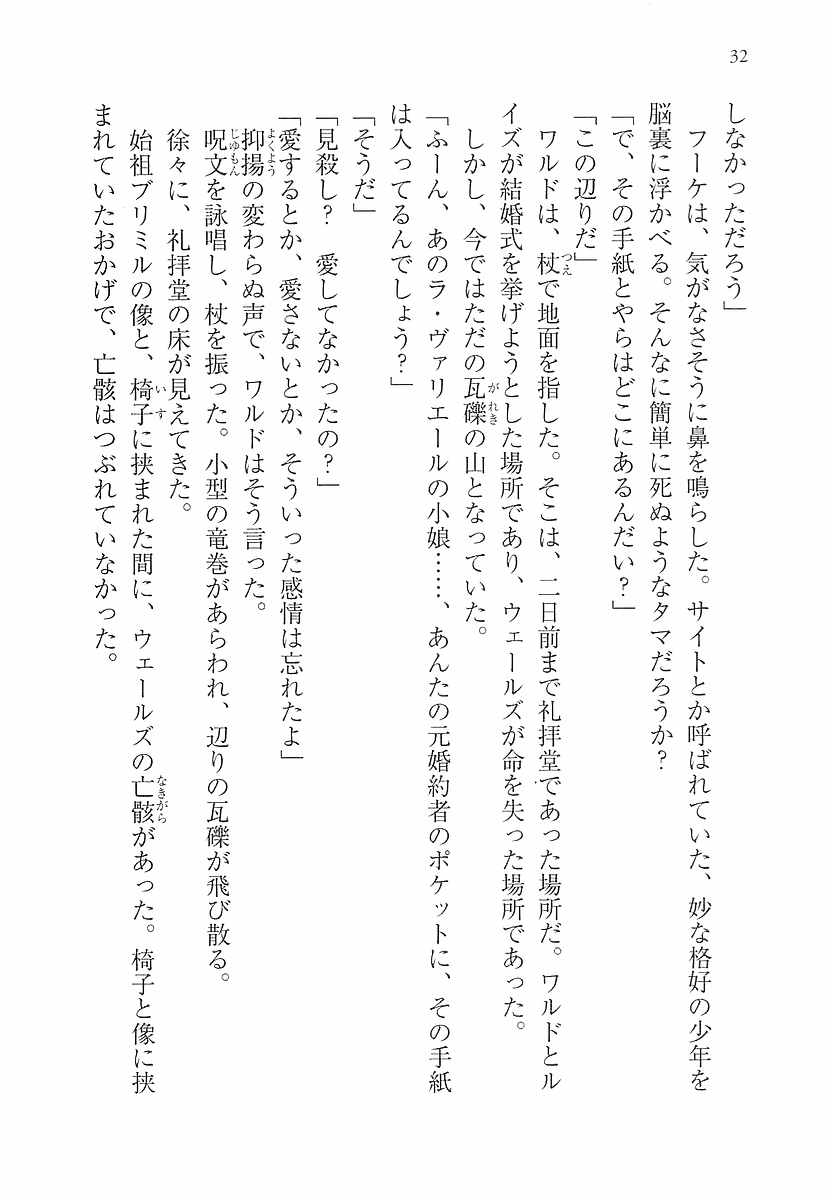 32
しなかっただろう」
　フーケは、気がなさそうに鼻を鳴らした。サイトとか呼ばれていた、妙な格好の少年を
脳裏に浮かべる。そんなに簡単に死ぬようなタマだろうか？
「で、その手紙とやらはどこにあるんだい？」
「この辺りだ」
　ワルドは、杖で地面を指した。そこは、二日前まで礼拝堂であった場所だ。ワルドとル
イズが結婚式を挙げようとした場所であり、ウェールズが命を失った場所であった。
　しかし、今ではただの瓦礫の山となっていた。
「ふーん、あのラ・ヴァリエールの小娘……、あんたの元婚約者のポケットに、その手紙
は入ってるんでしょう？」
「そうだ」
「見殺し？　愛してなかったの？」
「愛するとか、愛さないとか、そういった感情は忘れたよ」
　抑揚の変わらぬ声で、ワルドはそう言った。
　呪文を詠唱し、杖を振った。小型の竜巻があらわれ、辺りの瓦礫が飛び散る。
　徐々に、礼拝堂の床が見えてきた。
　始祖ブリミルの像と、椅子に挟まれた間に、ウェールズの亡骸があった。椅子と像に挟
まれていたおかげで、亡骸はつぶれていなかった。